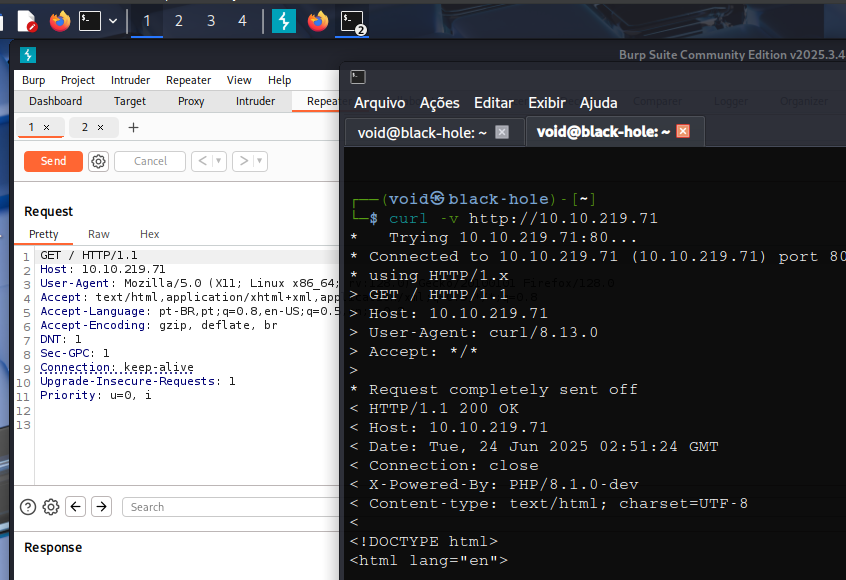 1 2 3 4 2
Burp Suite Community Edition v2025.3.4
Burp Project Intruder Repeater View Help
Dashboard Target Proxy Intruder Repea
1 × 2 × +
Send Cancel < >
Request
Pretty Raw Hex
1 GET / HTTP/1.1
2 Host: 10.10.219.71
3 User-Agent: Mozilla/5.0 (X11; Linux x86_64;
4 Accept: text/html,application/xhtml+xml,app
5 Accept-Language: pt-BR,pt;q=0.8,en-US;q=0.5
6 Accept-Encoding: gzip, deflate, br
7 DNT: 1
8 Sec-GPC: 1
9 Connection: keep-alive
10 Upgrade-Insecure-Requests: 1
11 Priority: u=0, i
12
13
Search
Response
Arquivo Ações Editar Exibir Ajuda
void@black-hole: ~ × void@black-hole: ~ ×
┌──(void㉿black-hole)-[~]
└─$ curl -v http://10.10.219.71
*   Trying 10.10.219.71:80...
* Connected to 10.10.219.71 (10.10.219.71) port 80
* using HTTP/1.x
> GET / HTTP/1.1
> Host: 10.10.219.71
> User-Agent: curl/8.13.0
> Accept: */*
>
* Request completely sent off
< HTTP/1.1 200 OK
< Host: 10.10.219.71
< Date: Tue, 24 Jun 2025 02:51:24 GMT
< Connection: close
< X-Powered-By: PHP/8.1.0-dev
< Content-type: text/html; charset=UTF-8
<
<!DOCTYPE html>
<html lang="en">